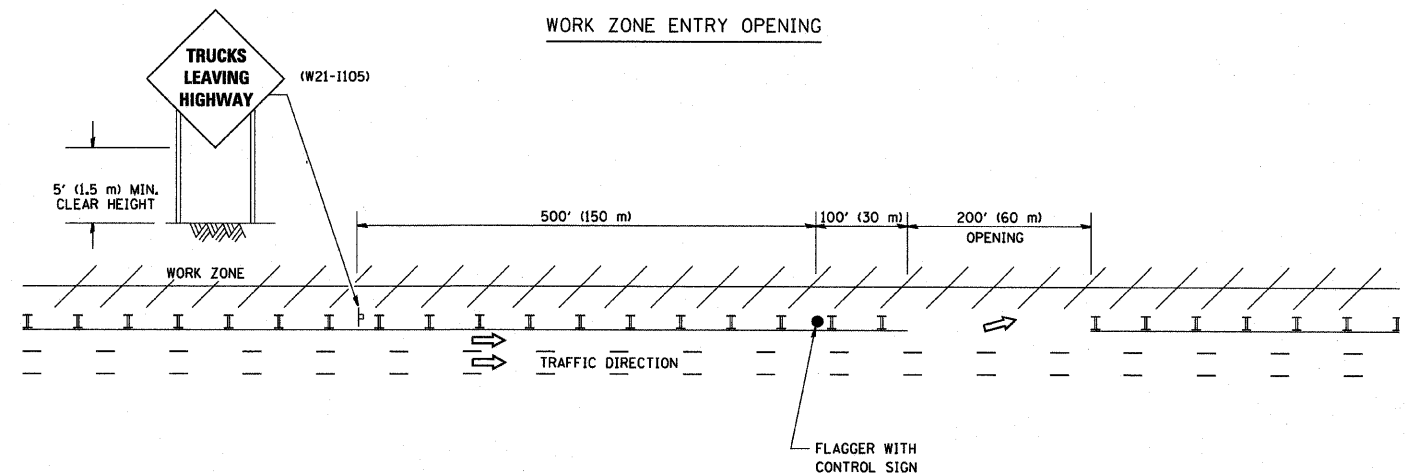 WORK ZONE ENTRY OPENING
TRUCKS
LEAVING
HIGHWAY
(W21-I105)
5' (1.5 m) MIN.
CLEAR HEIGHT
500' (150 m)
100' (30 m)
200' (60 m)
OPENING
WORK ZONE
TRAFFIC DIRECTION
FLAGGER WITH
CONTROL SIGN